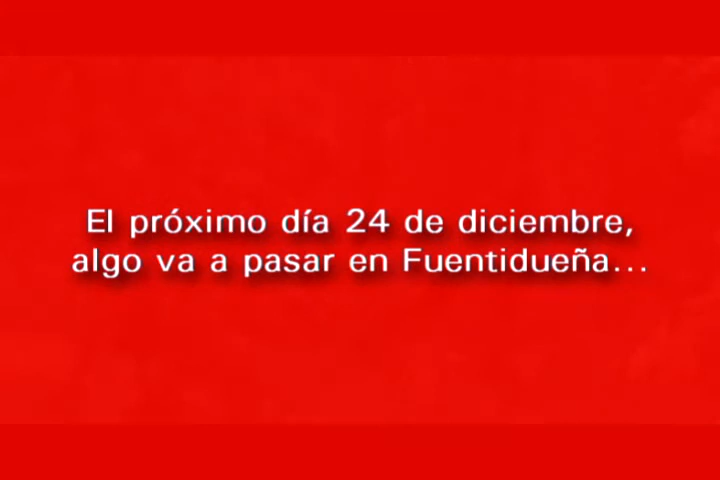 El próximo día 24 de diciembre,
algo va a pasar en Fuentidueña...